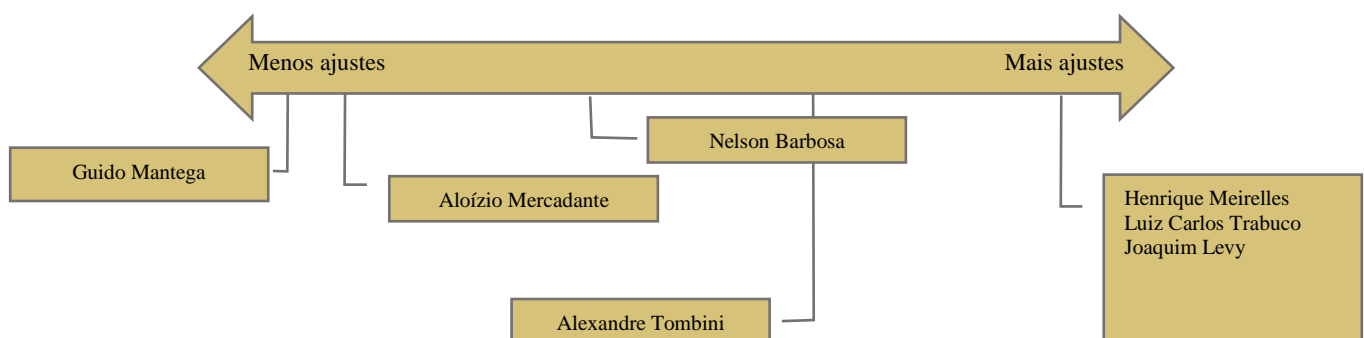 Menos ajustes
Mais ajustes
Nelson Barbosa
Guido Mantega
Aloízio Mercadante
Henrique Meirelles
Luiz Carlos Trabuco
Joaquim Levy
Alexandre Tombini